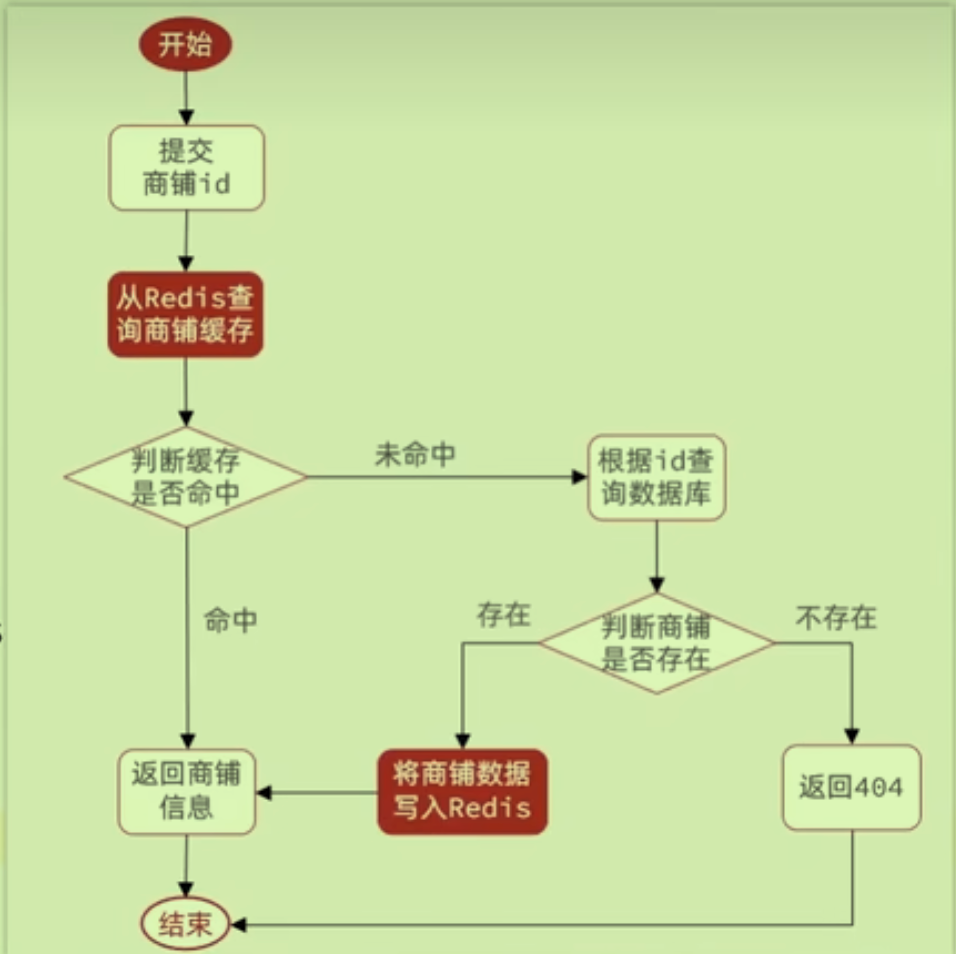 开始
提交
商铺id
从Redis查
询商铺缓存
判断缓存
是否命中
未命中
根据id查
询数据库
命中
存在
判断商铺
是否存在
不存在
返回商铺
信息
将商铺数据
写入Redis
返回404
结束